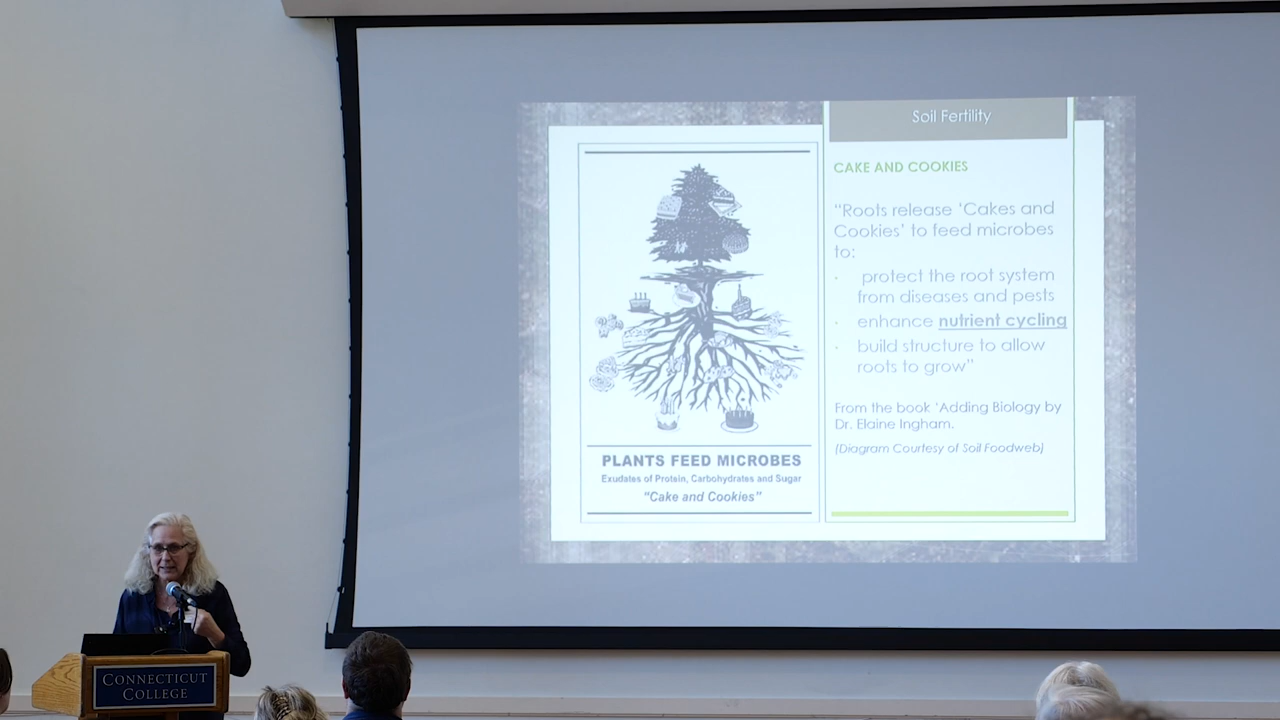 Soil Fertility
CAKE AND COOKIES
“Roots release ‘Cakes and
Cookies’ to feed microbes
to:
· protect the root system
from diseases and pests
· enhance nutrient cycling
· build structure to allow
roots to grow”
From the book ‘Adding Biology by
Dr. Elaine Ingham.
(Diagram Courtesy of Soil Foodweb)
PLANTS FEED MICROBES
Exudates of Protein, Carbohydrates and Sugar
"Cake and Cookies"
CONNECTICUT
COLLEGE